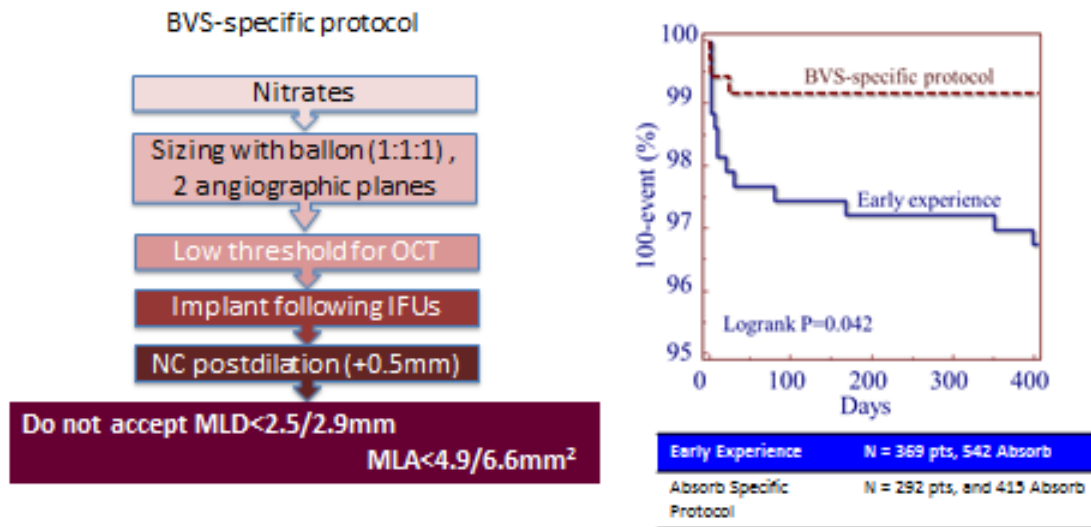 BVS-specific protocol
Nitrates
Sizing with ballon (1:1:1) ,
2 angiographic planes
Low threshold for OCT
Implant following IFUs
NC postdilation (+0.5mm)
Do not accept MLD<2.5/2.9mm
MLA<4.9/6.6mm²
100
99
98
97
96
95
100-event (%)
BVS-specific protocol
Early experience
Logrank P=0.042
0
100
200
300
400
Days
Early Experience
N = 369 pts, 542 Absorb
Absorb Specific
Protocol
N = 292 pts, and 415 Absorb